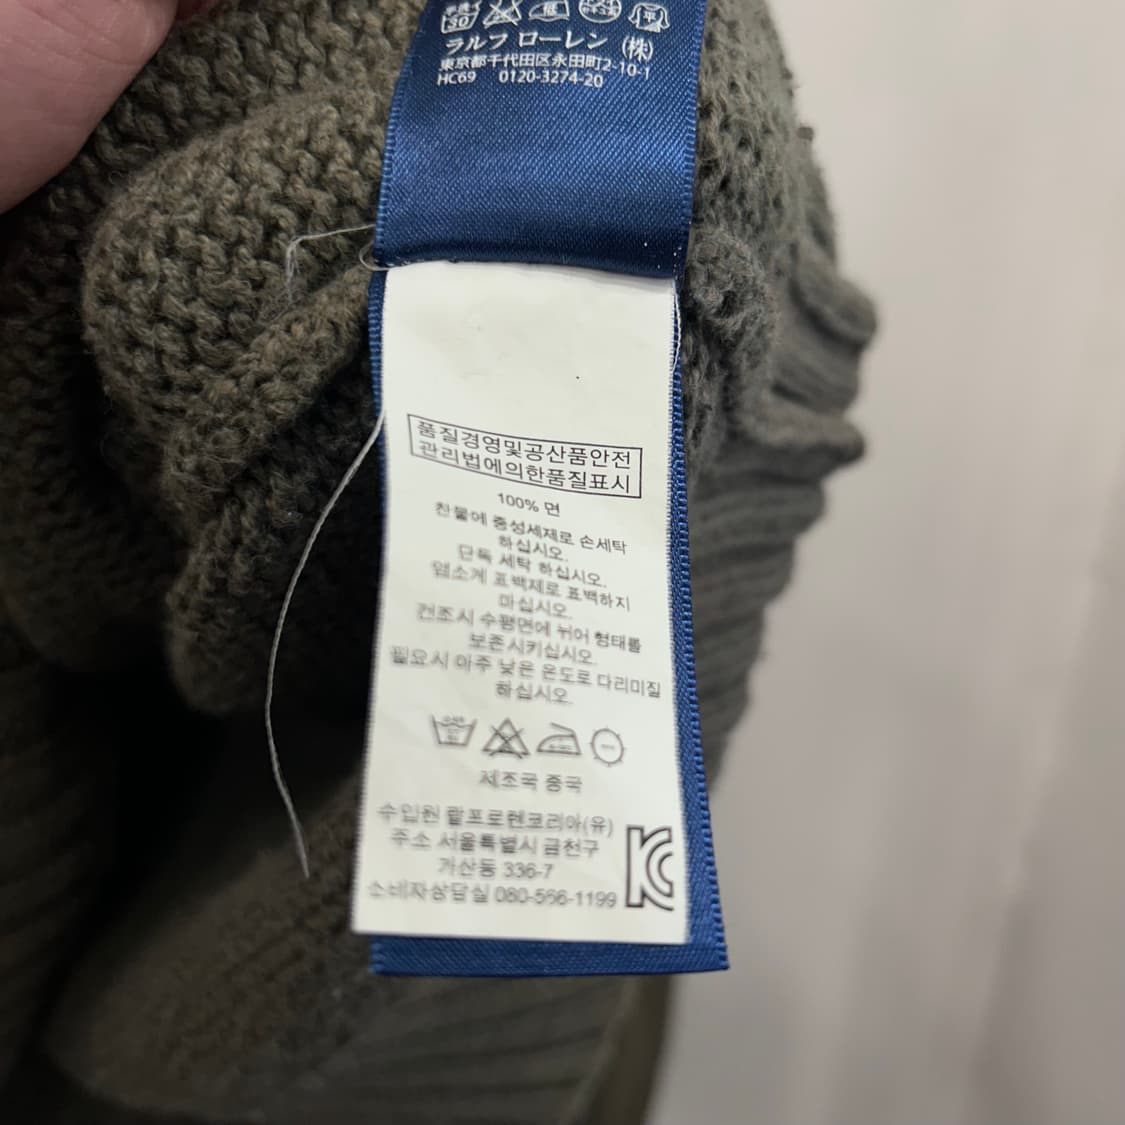 ラルフ ローレン (株)
東京都千代田区永田町2-10-1
HC69 0120-3274-20
품질경영및공산품안전
관리법에의한품질표시
100% 면
찬물에 중성세제로 손세탁
하십시오.
단독 세탁 하십시오.
염소계 표백제로 표백하지
마십시오.
건조시 수평면에 뉘어 형태를
보존시키십시오.
필요시 아주 낮은 온도로 다리미질
하십시오.
제조국 중국
수입원 랄프로렌코리아(유)
주소 서울특별시 금천구
가산동 336-7
소비자상담실 080-566-1199